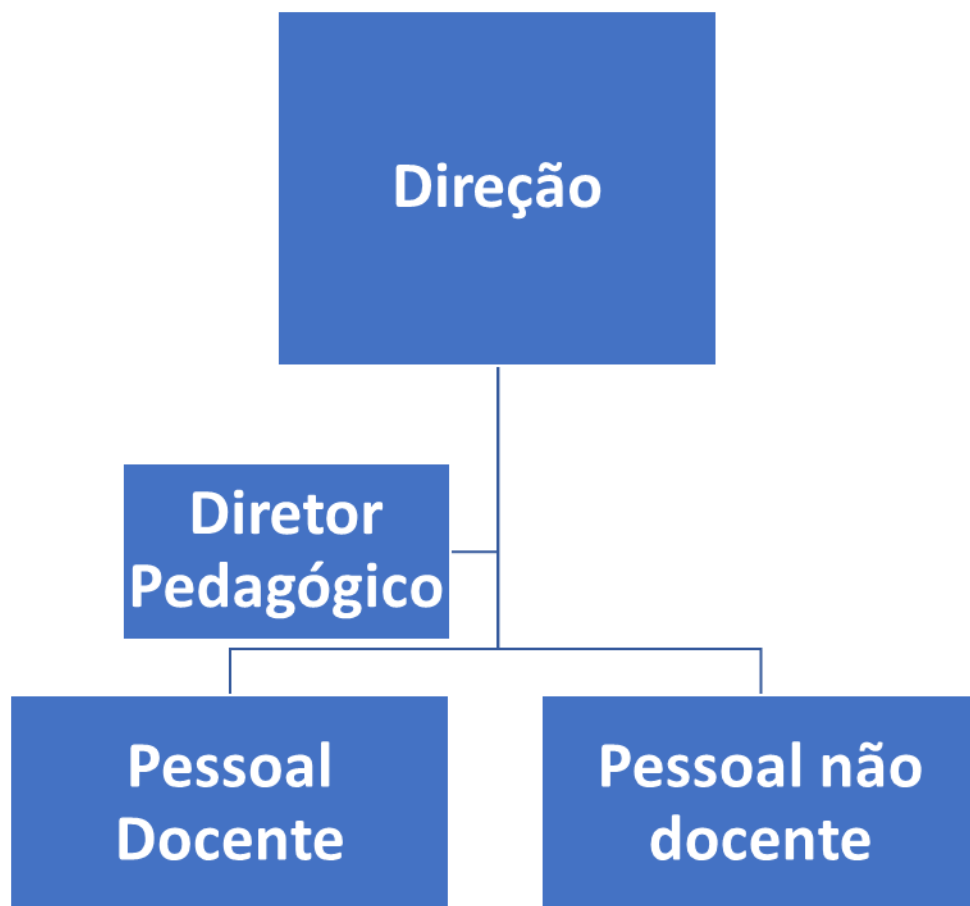 Direção
Diretor
Pedagógico
Pessoal
Docente
Pessoal não
docente